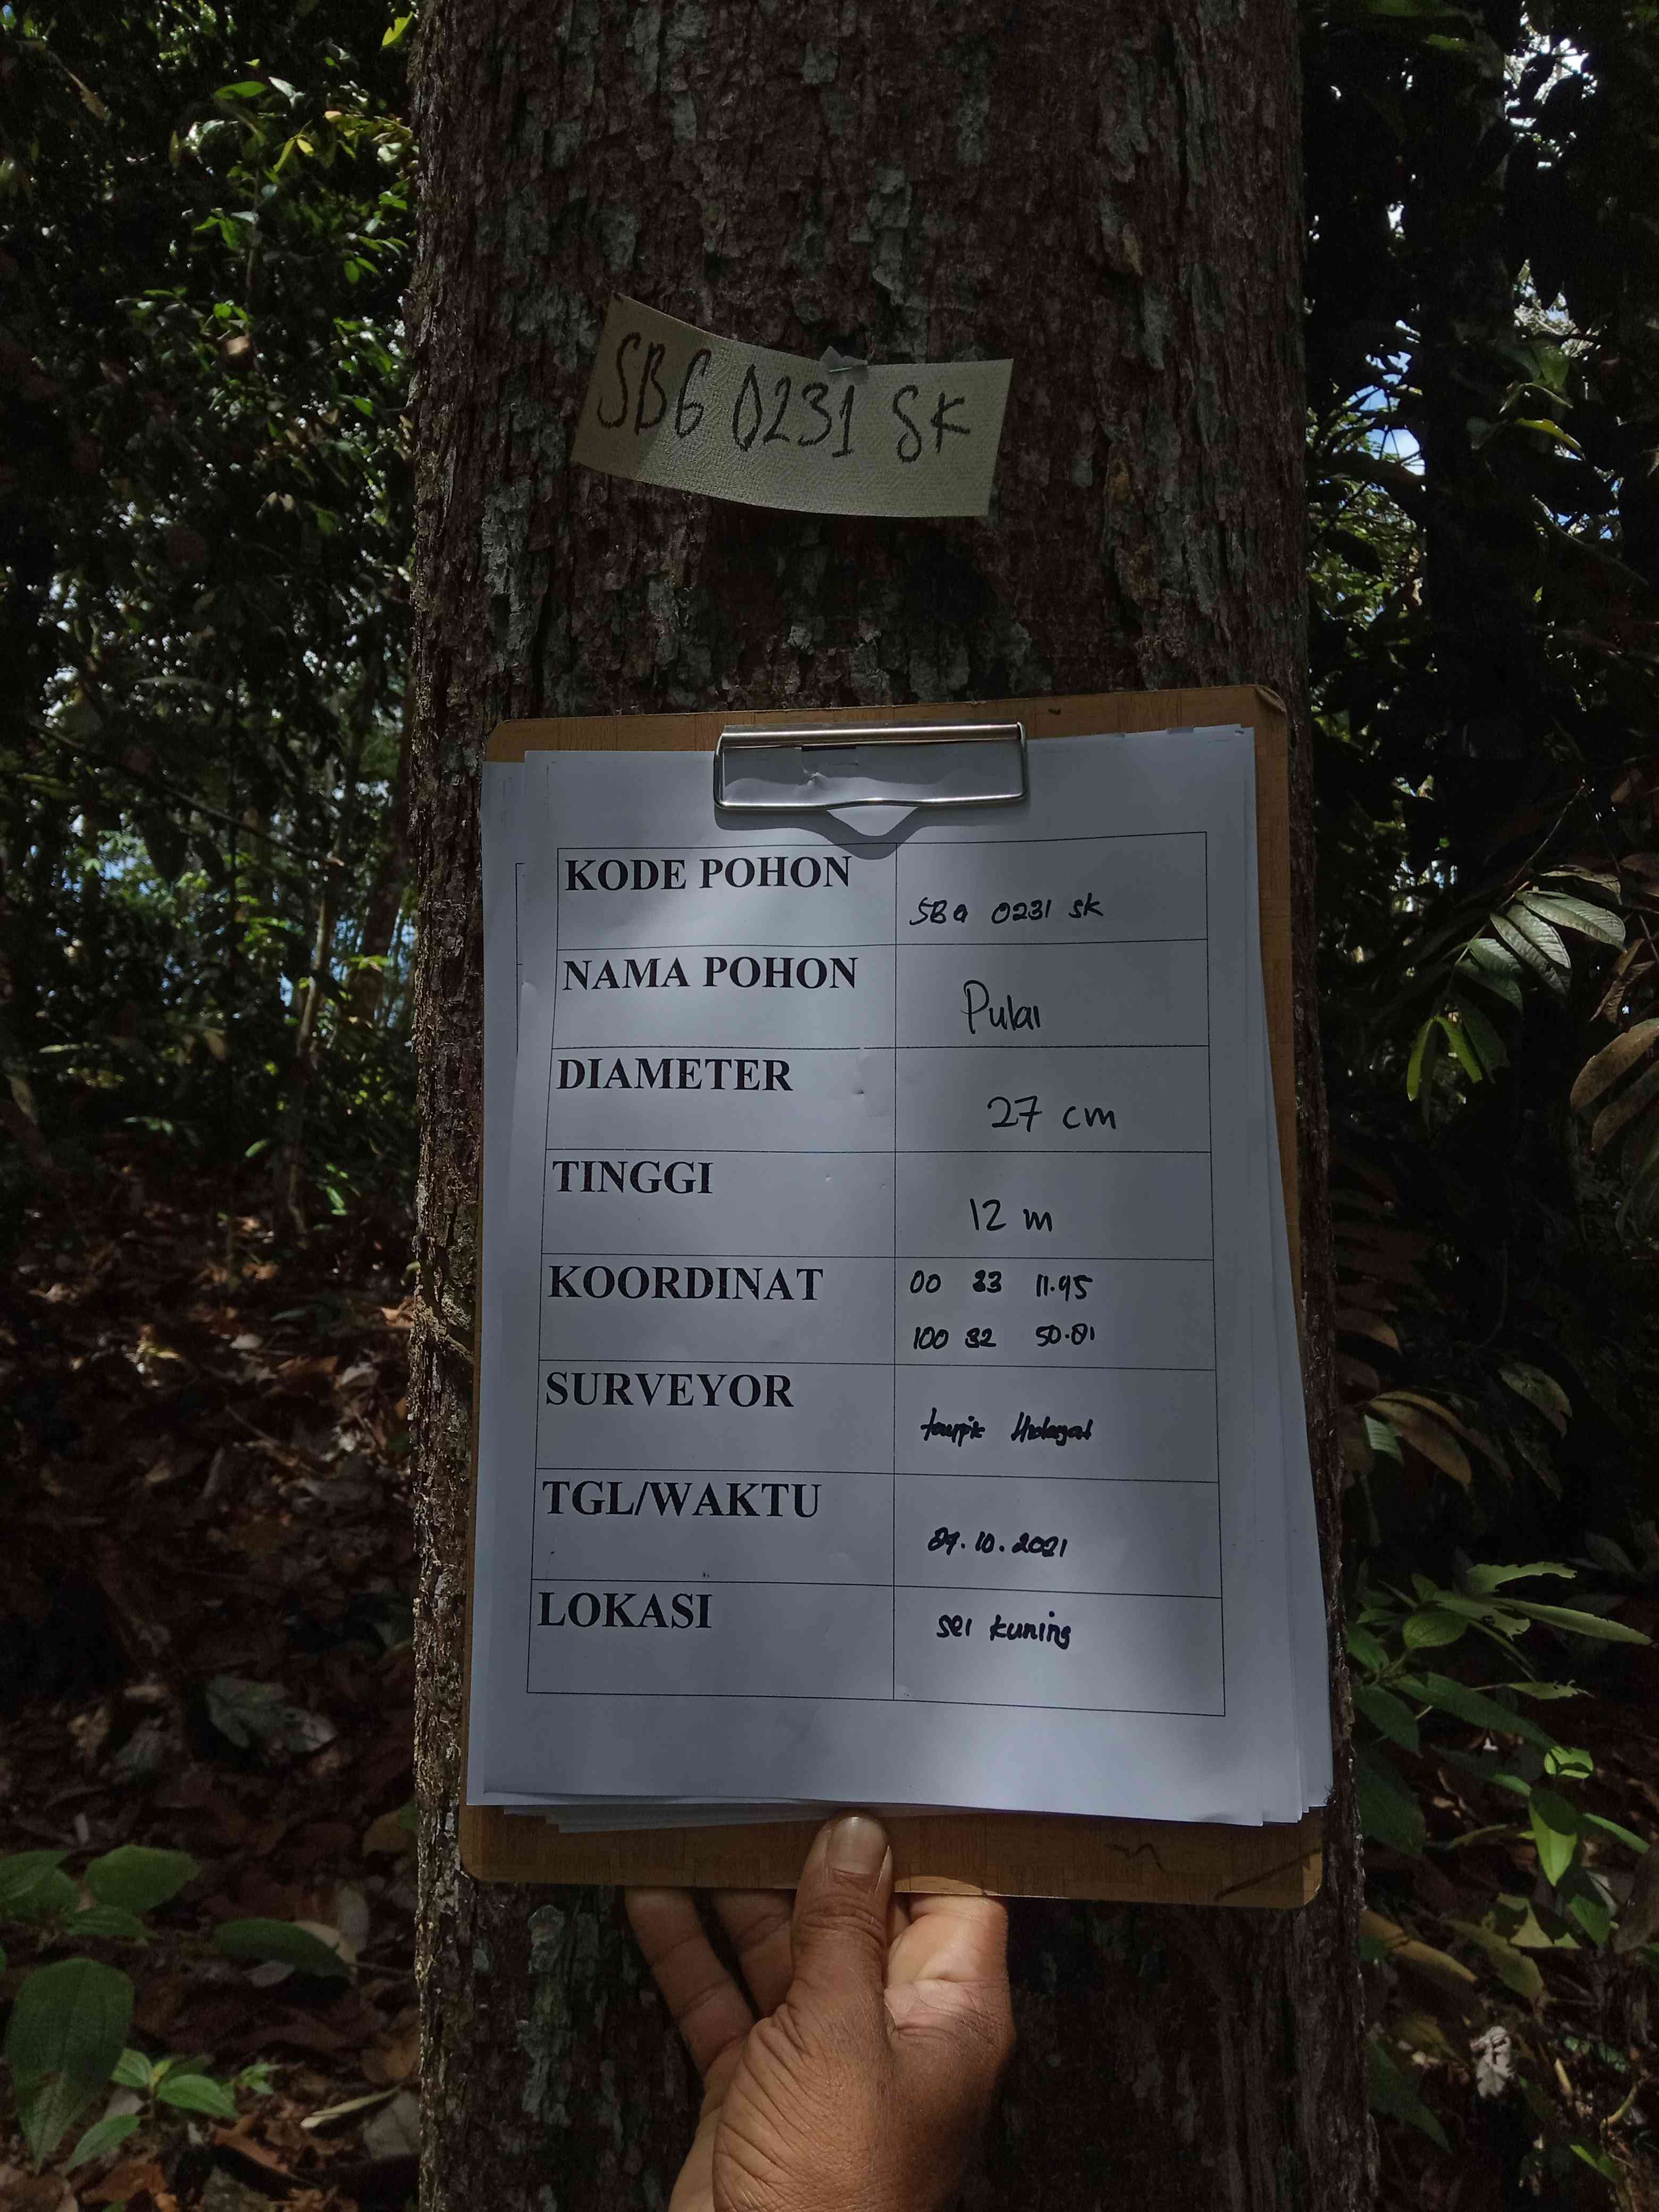 SBG 0231 SK
KODE POHON
SBG 0231 SK
NAMA POHON
Pulai
DIAMETER
27 cm
TINGGI
12 m
KOORDINAT
00 33 11.95
100 32 50.81
SURVEYOR
taupik Hidayat
TGL/WAKTU
10.2021
LOKASI
sei kuning